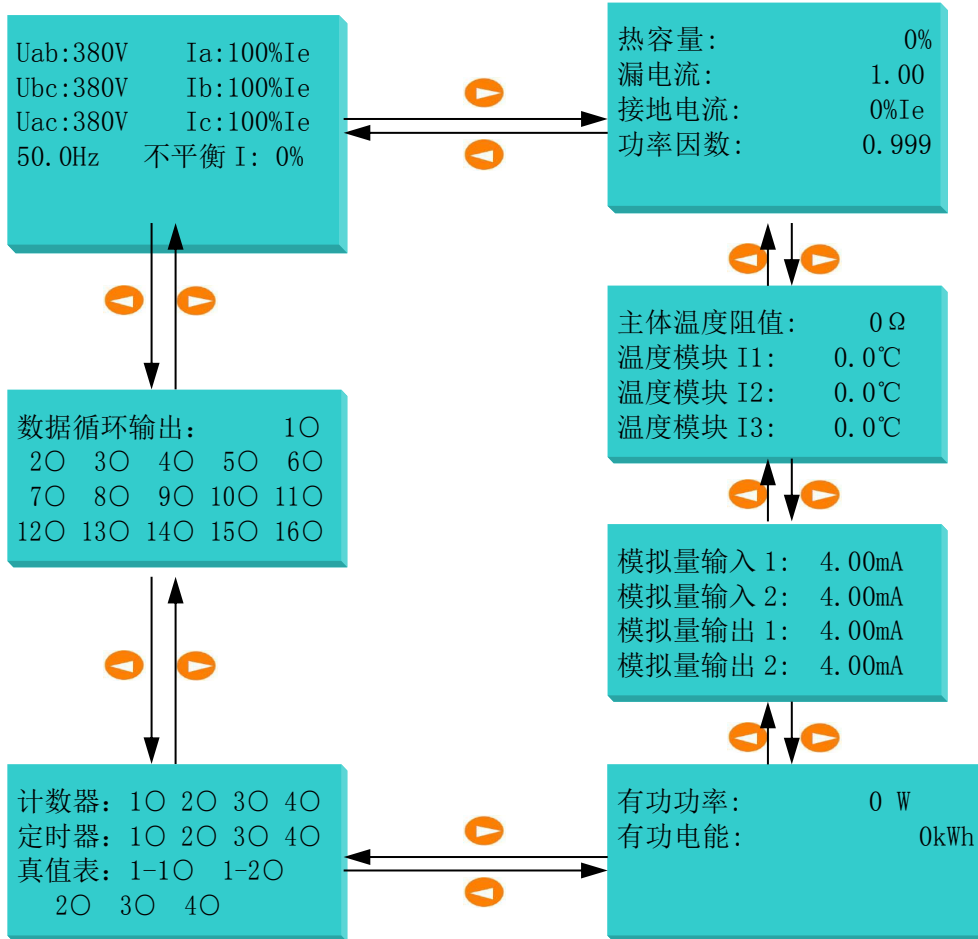 Uab:380V Ia:100%Ie
Ubc:380V Ib:100%Ie
Uac:380V Ic:100%Ie
50.0Hz 不平衡 I: 0%
热容量: 0%
漏电流: 1.00
接地电流: 0%Ie
功率因数: 0.999
主体温度阻值: 0Ω
温度模块 I1: 0.0℃
温度模块 I2: 0.0℃
温度模块 I3: 0.0℃
数据循环输出: 1○
2○ 3○ 4○ 5○ 6○
7○ 8○ 9○ 10○ 11○
12○ 13○ 14○ 15○ 16○
模拟量输入 1: 4.00mA
模拟量输入 2: 4.00mA
模拟量输出 1: 4.00mA
模拟量输出 2: 4.00mA
计数器: 1○ 2○ 3○ 4○
定时器: 1○ 2○ 3○ 4○
真值表: 1-1○ 1-2○
2○ 3○ 4○
有功功率: 0 W
有功电能: 0kWh